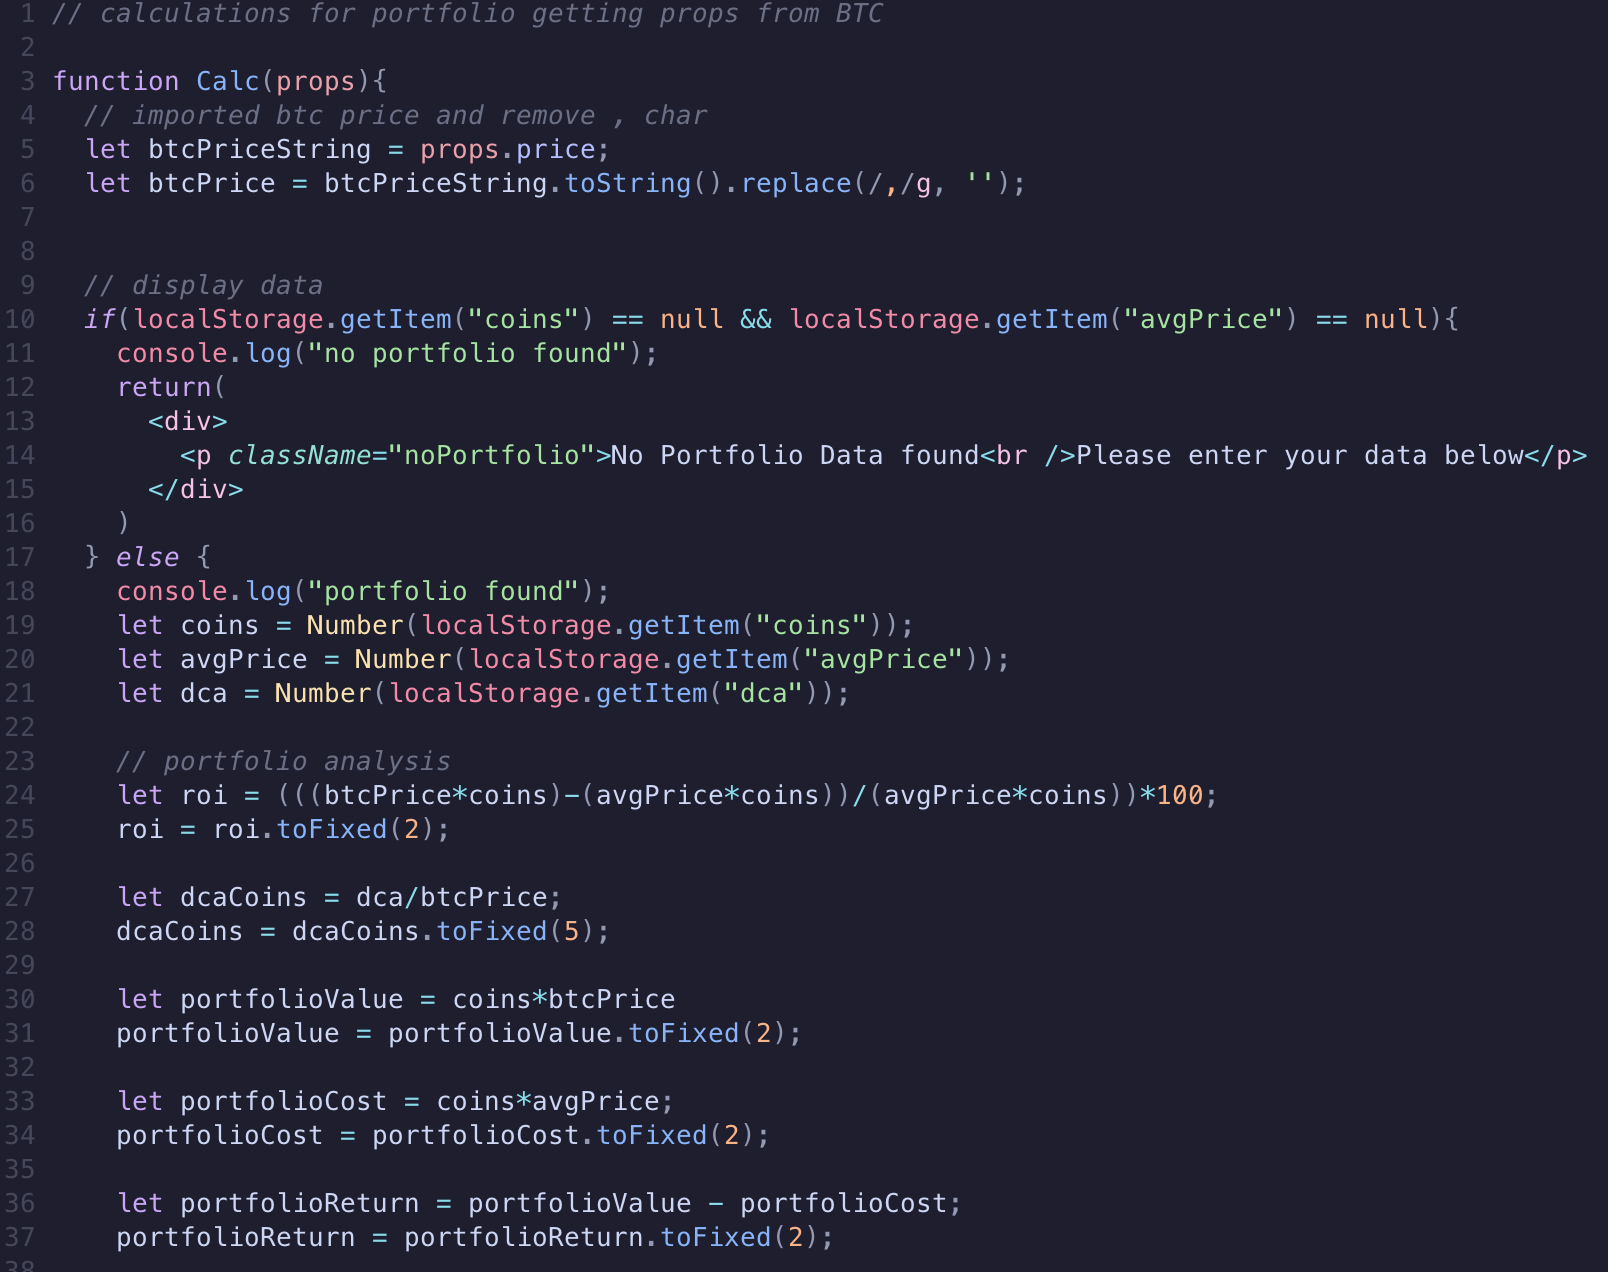 1 // calculations for portfolio getting props from BTC
2
3 function Calc(props){
4   // imported btc price and remove , char
5   let btcPriceString = props.price;
6   let btcPrice = btcPriceString.toString().replace(/,/g, '');
7
8
9   // display data
10   if(localStorage.getItem("coins") == null && localStorage.getItem("avgPrice") == null){
11     console.log("no portfolio found");
12     return(
13       <div>
14         <p className="noPortfolio">No Portfolio Data found<br />Please enter your data below</p>
15       </div>
16     )
17   } else {
18     console.log("portfolio found");
19     let coins = Number(localStorage.getItem("coins"));
20     let avgPrice = Number(localStorage.getItem("avgPrice"));
21     let dca = Number(localStorage.getItem("dca"));
22
23     // portfolio analysis
24     let roi = (((btcPrice*coins)-(avgPrice*coins))/(avgPrice*coins))*100;
25     roi = roi.toFixed(2);
26
27     let dcaCoins = dca/btcPrice;
28     dcaCoins = dcaCoins.toFixed(5);
29
30     let portfolioValue = coins*btcPrice
31     portfolioValue = portfolioValue.toFixed(2);
32
33     let portfolioCost = coins*avgPrice;
34     portfolioCost = portfolioCost.toFixed(2);
35
36     let portfolioReturn = portfolioValue - portfolioCost;
37     portfolioReturn = portfolioReturn.toFixed(2);
38